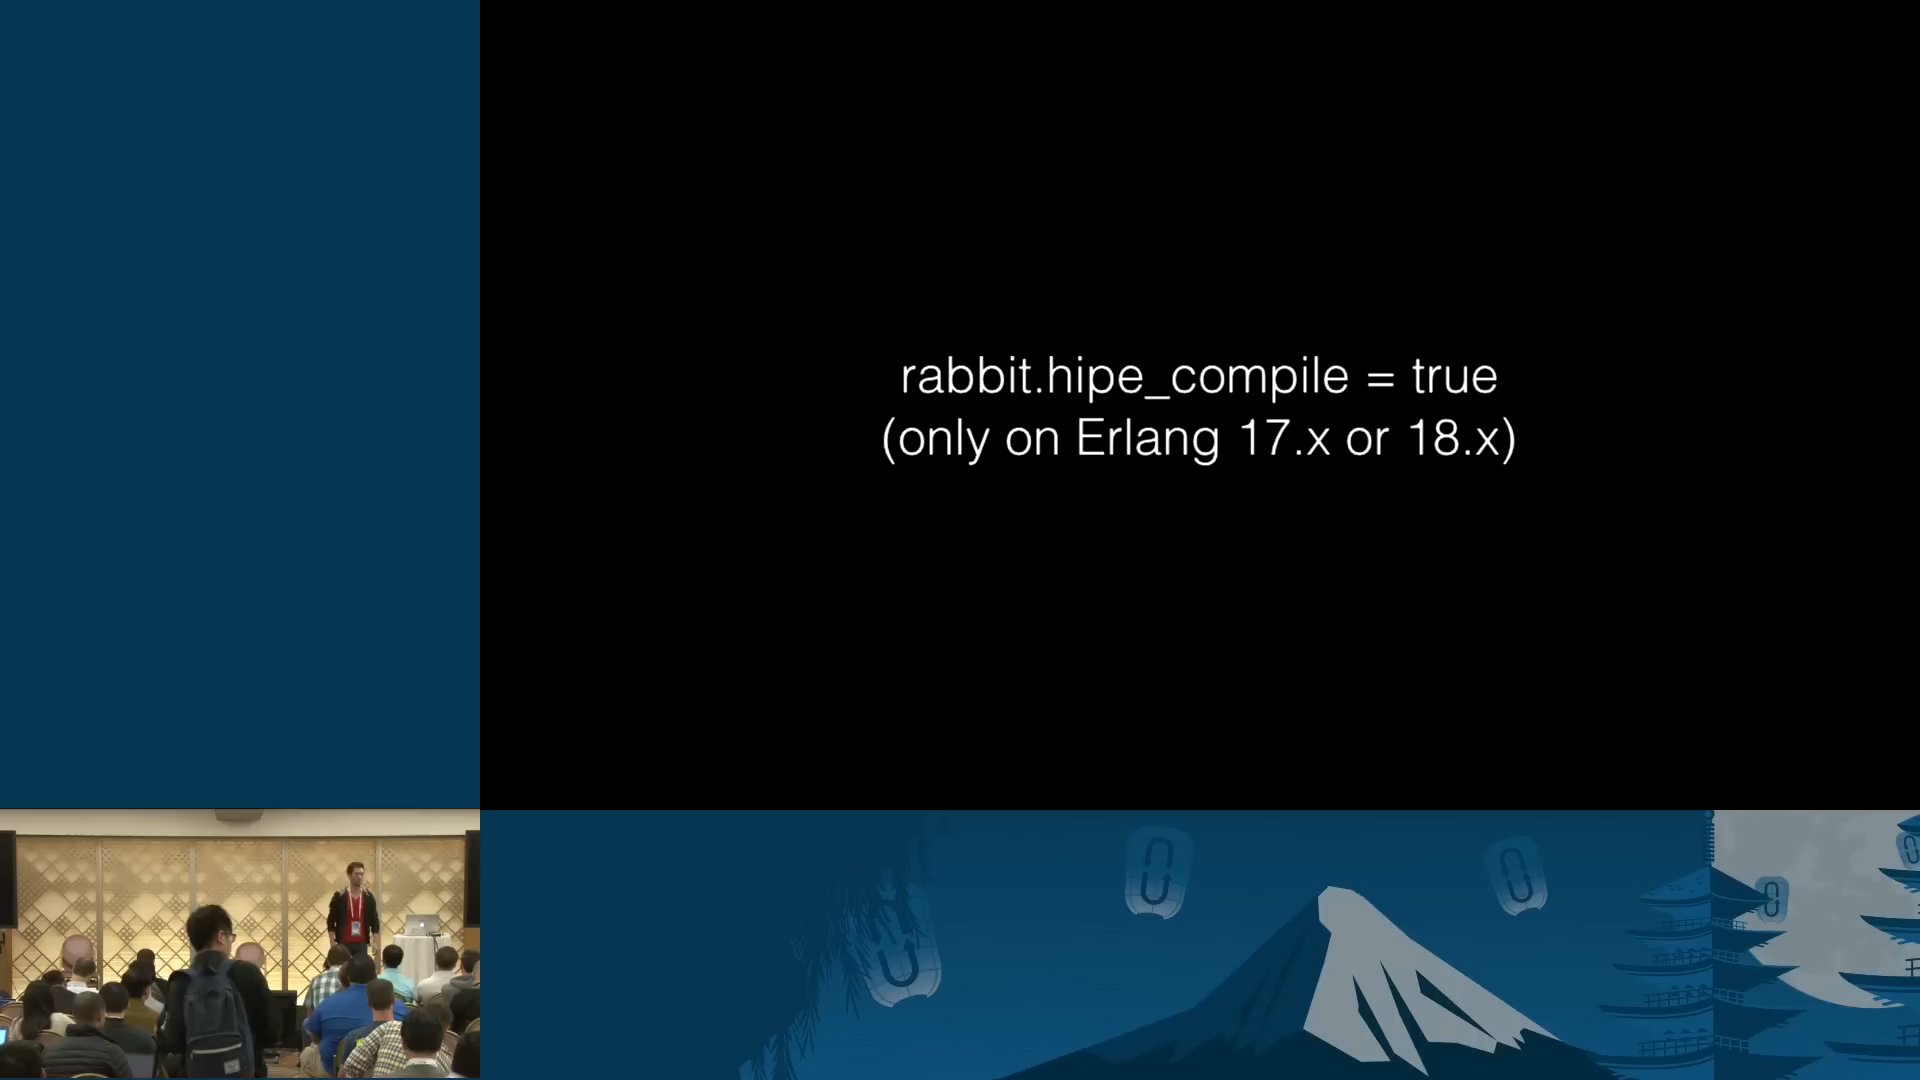 rabbit.hipe_compile = true
(only on Erlang 17.x or 18.x)